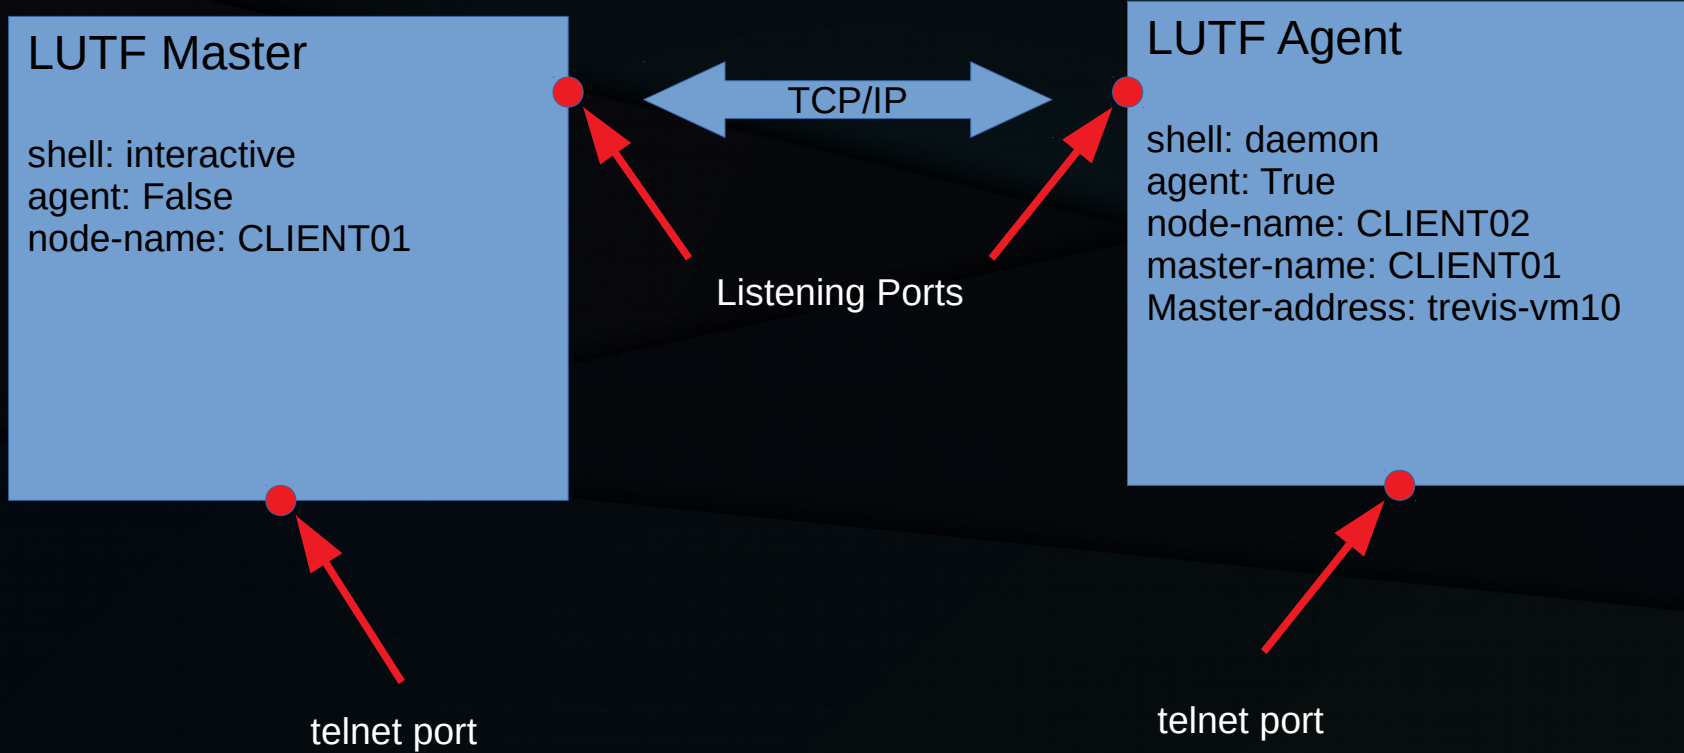 LUTF Master
shell: interactive
agent: False
node-name: CLIENT01
TCP/IP
LUTF Agent
shell: daemon
agent: True
node-name: CLIENT02
master-name: CLIENT01
Master-address: trevis-vm10
Listening Ports
telnet port
telnet port